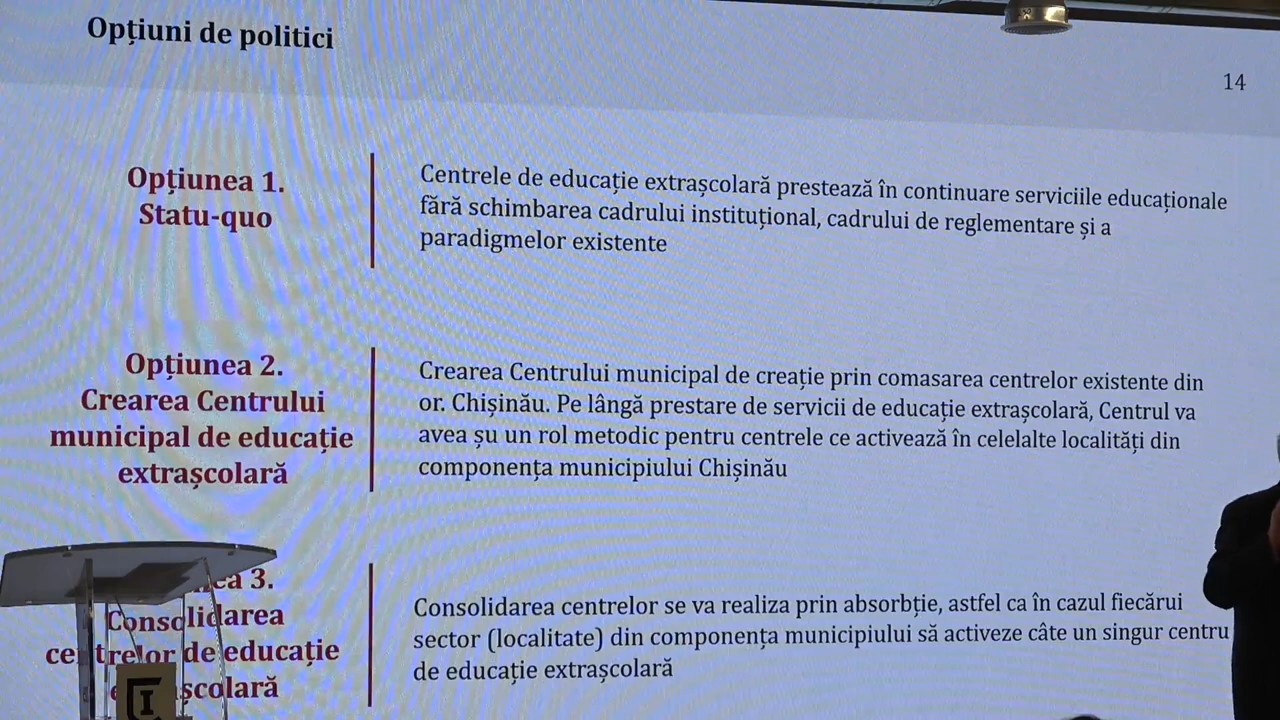 Opțiuni de politici
14
Opțiunea 1.
Statu-quo
Centrele de educație extrașcolară prestează în continuare serviciile educaționale
fără schimbarea cadrului instituțional, cadrului de reglementare și a
paradigmelor existente
Opțiunea 2.
Crearea Centrului
municipal de educație
extrașcolară
Crearea Centrului municipal de creație prin comasarea centrelor existente din
or. Chișinău. Pe lângă prestare de servicii de educație extrașcolară, Centrul va
avea șu un rol metodic pentru centrele ce activează în celelalte localități din
componența municipiului Chișinău
3.
Consolidarea
centrelor de educație
Consolidarea centrelor se va realiza prin absorbție, astfel ca în cazul fiecărui
sector (localitate) din componența municipiului să activeze câte un singur centru
de educație extrașcolară